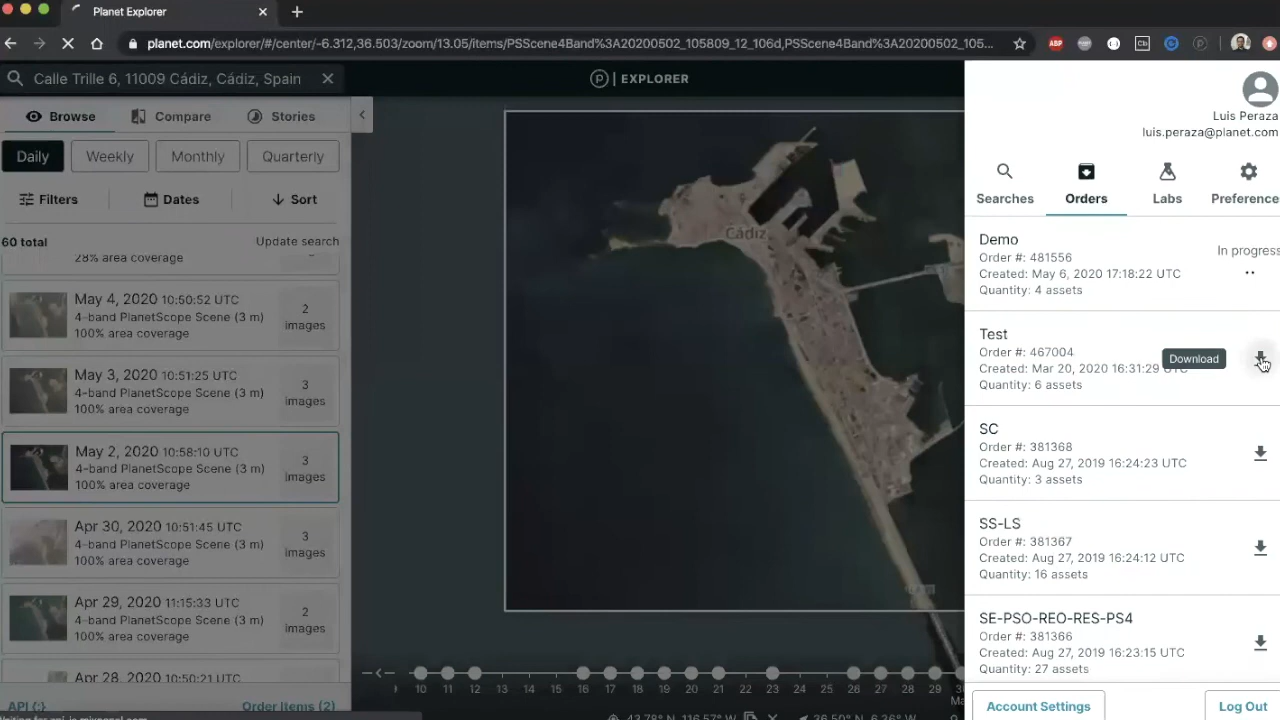 Planet Explorer
planet.com/explorer/#/center/-6.312,36.503/zoom/13.05/items/PSScene4Band%3A20200502_105809_12_106d,PSScene4Band%3A20200502_105...
ABP
Cb
Calle Trille 6, 11009 Cádiz, Cádiz, Spain
EXPLORER
Browse
Compare
Stories
Daily
Weekly
Monthly
Quarterly
Filters
Dates
Sort
60 total
Update search
28% area coverage
May 4, 2020 10:50:52 UTC
4-band PlanetScope Scene (3 m)
100% area coverage
2
images
May 3, 2020 10:51:25 UTC
4-band PlanetScope Scene (3 m)
100% area coverage
3
images
May 2, 2020 10:58:10 UTC
4-band PlanetScope Scene (3 m)
100% area coverage
3
images
Apr 30, 2020 10:51:45 UTC
4-band PlanetScope Scene (3 m)
100% area coverage
3
images
Apr 29, 2020 11:15:33 UTC
4-band PlanetScope Scene (3 m)
100% area coverage
2
images
Apr 28, 2020 10:50:21 UTC
API
Order Items (2)
Cádiz
10 11 12 13 14 15 16 17 18 19 20 21 22 23 24 25 26 27 28 29
Luis Peraza
luis.peraza@planet.com
Searches
Orders
Labs
Preference
Demo
Order #: 481556
Created: May 6, 2020 17:18:22 UTC
Quantity: 4 assets
In progress
Test
Order #: 467004
Created: Mar 20, 2020 16:31:29 UTC
Quantity: 6 assets
Download
SC
Order #: 381368
Created: Aug 27, 2019 16:24:23 UTC
Quantity: 3 assets
SS-LS
Order #: 381367
Created: Aug 27, 2019 16:24:12 UTC
Quantity: 16 assets
SE-PSO-REO-RES-PS4
Order #: 381366
Created: Aug 27, 2019 16:23:15 UTC
Quantity: 27 assets
Account Settings
Log Out